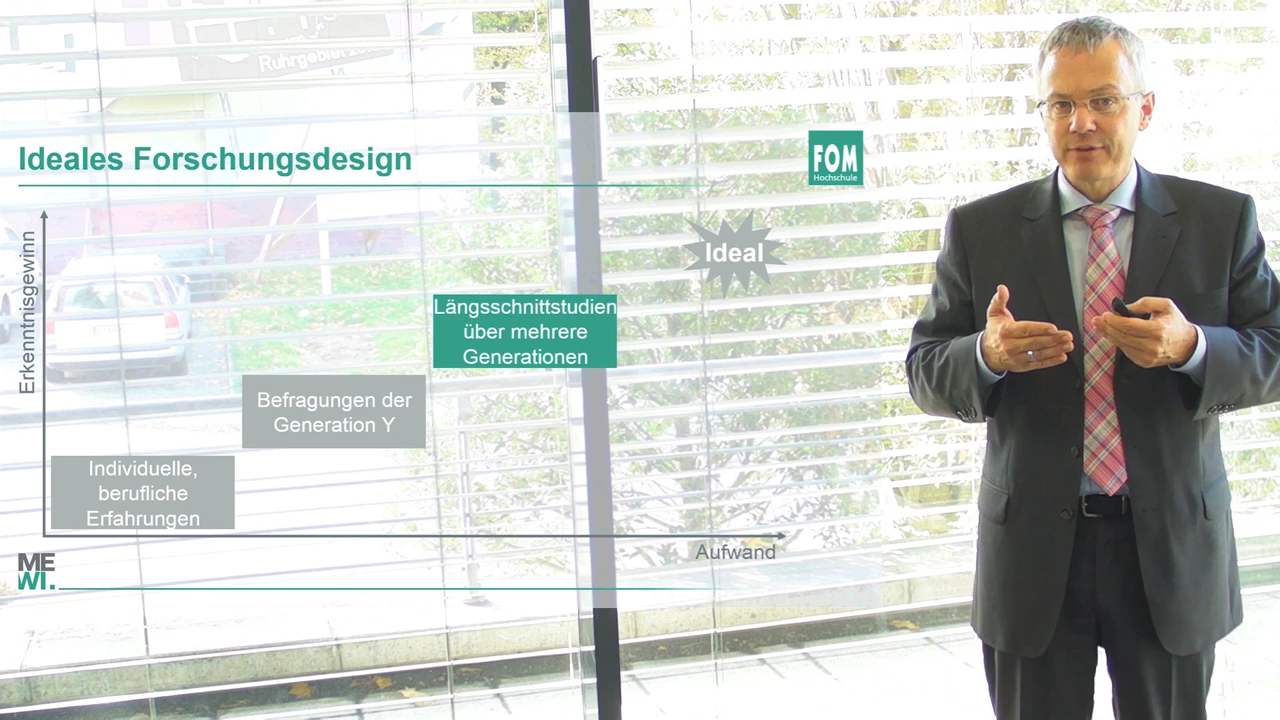 Ruhrgebiet
Ideales Forschungsdesign
FOM
Hochschule
Erkenntnisgewinn
Ideal
Längsschnittstudien
über mehrere
Generationen
Befragungen der
Generation Y
Individuelle,
berufliche
Erfahrungen
Aufwand
ME
WI.